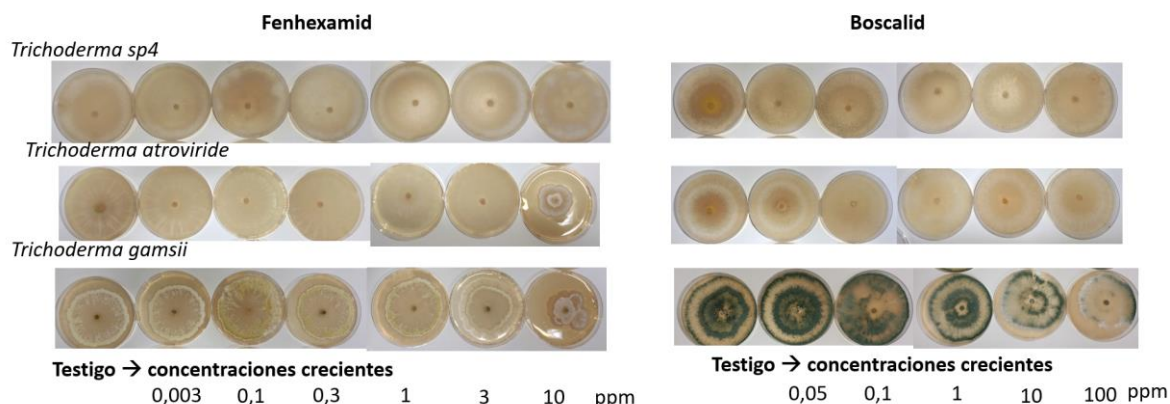 Fenhexamid
Boscalid
Trichoderma sp4
Trichoderma atroviride
Trichoderma gamsii
Testigo → concentraciones crecientes
0,003 0,1 0,3 1 3 10 ppm
Testigo → concentraciones crecientes
0,05 0,1 1 10 100 ppm